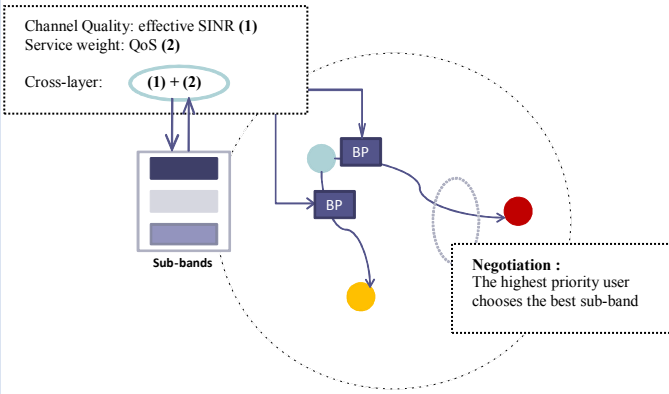 Channel Quality: effective SINR (1)
Service weight: QoS (2)
Cross-layer: (1) + (2)
BP
BP
Sub-bands
Negotiation :
The highest priority user
chooses the best sub-band